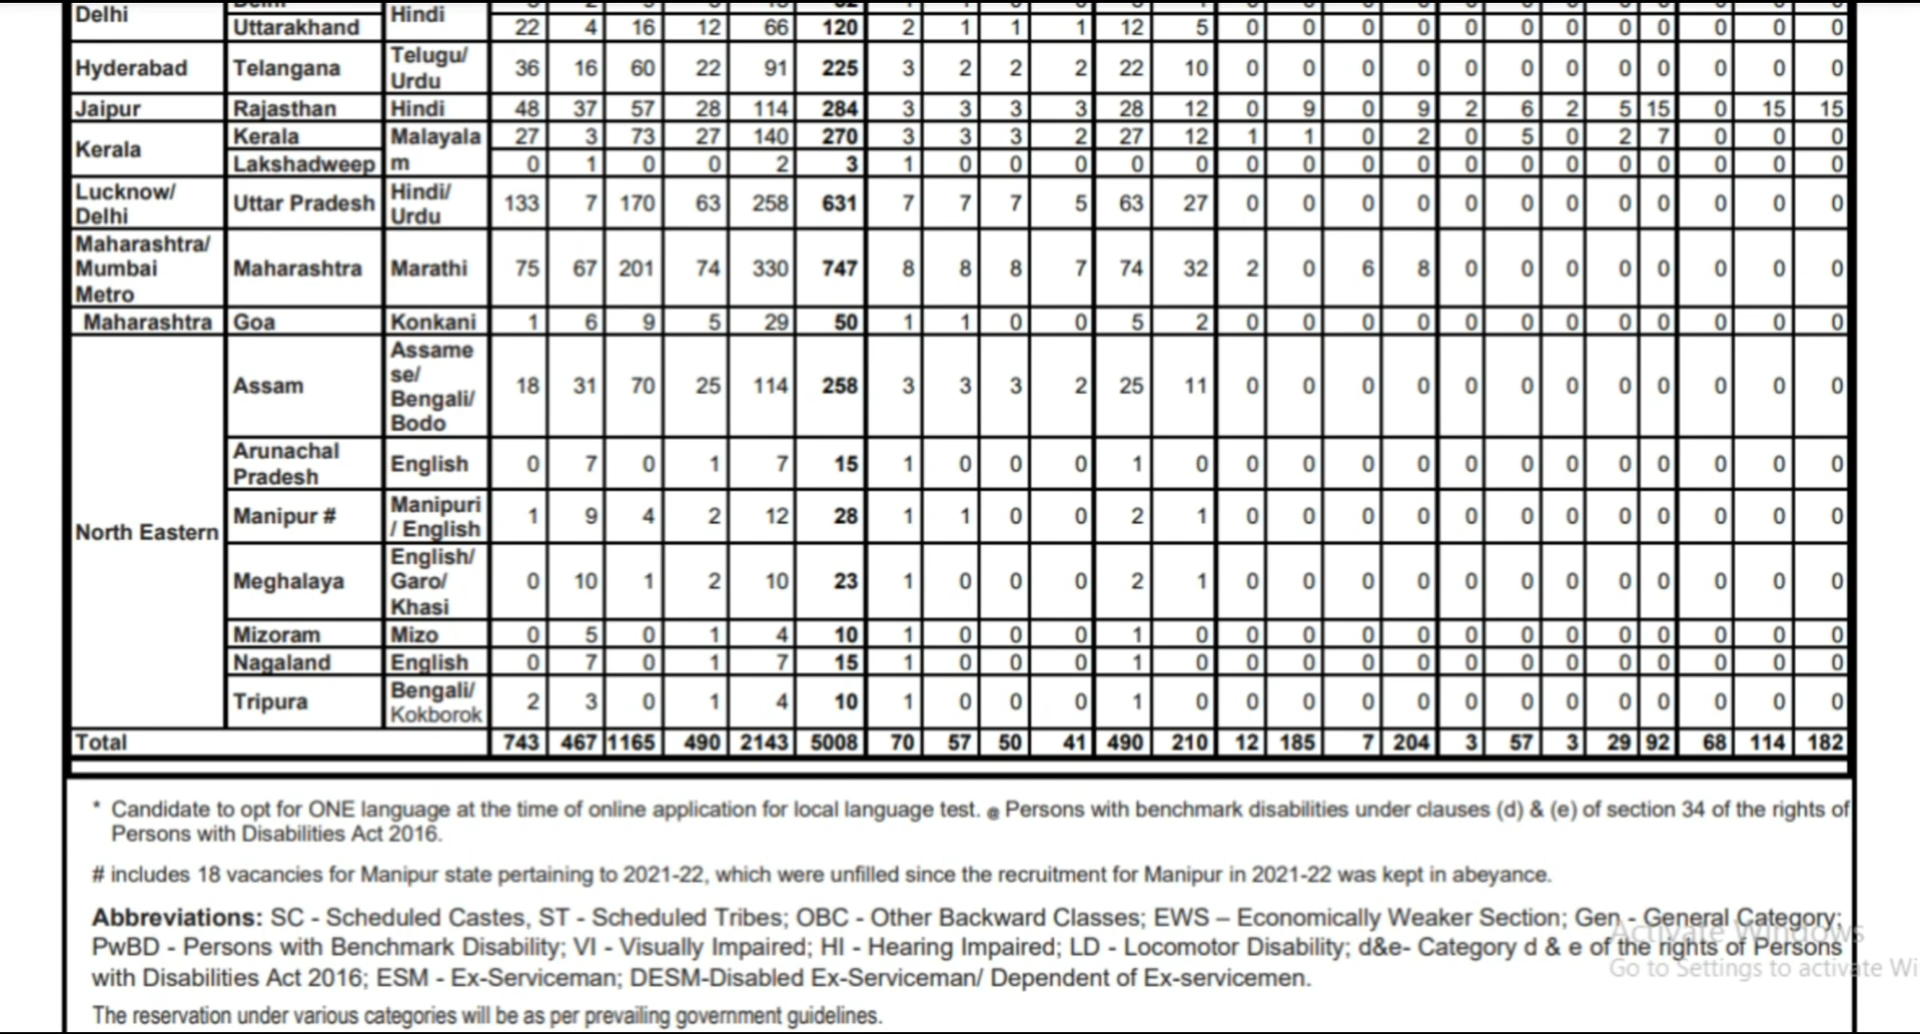 Delhi Hindi
Uttarakhand 22 4 16 12 66 120 2 1 1 1 12 5 0 0 0 0 0 0 0 0 0 0 0 0
Hyderabad Telangana Telugu/ 36 16 60 22 91 225 3 2 2 2 22 10 0 0 0 0 0 0 0 0 0 0 0 0
Urdu
Jaipur Rajasthan Hindi 48 37 57 28 114 284 3 3 3 3 28 12 0 9 0 9 2 6 2 5 15 0 15 15
Kerala Kerala Malayala 27 3 73 27 140 270 3 3 3 2 27 12 1 1 0 2 0 5 0 2 7 0 0 0
Lakshadweep m 0 1 0 0 2 3 1 0 0 0 0 0 0 0 0 0 0 0 0 0 0 0 0 0
Lucknow/ Hindi/
Delhi Uttar Pradesh Urdu 133 7 170 63 258 631 7 7 7 5 63 27 0 0 0 0 0 0 0 0 0 0 0 0
Maharashtra/
Mumbai Maharashtra Marathi 75 67 201 74 330 747 8 8 8 7 74 32 2 0 6 8 0 0 0 0 0 0 0 0
Metro
Maharashtra Goa Konkani 1 6 9 5 29 50 1 1 0 0 5 2 0 0 0 0 0 0 0 0 0 0 0 0
North Eastern
Assame
se/
Assam 18 31 70 25 114 258 3 3 3 2 25 11 0 0 0 0 0 0 0 0 0 0 0 0
Bengali/
Bodo
Arunachal
Pradesh English 0 7 0 1 7 15 1 0 0 0 1 0 0 0 0 0 0 0 0 0 0 0 0 0
Manipur # Manipuri 1 9 4 2 12 28 1 1 0 0 2 1 0 0 0 0 0 0 0 0 0 0 0 0
/ English
English/
Meghalaya Garo/ 0 10 1 2 10 23 1 0 0 0 2 1 0 0 0 0 0 0 0 0 0 0 0 0
Khasi
Mizoram Mizo 0 5 0 1 4 10 1 0 0 0 1 0 0 0 0 0 0 0 0 0 0 0 0 0
Nagaland English 0 7 0 1 7 15 1 0 0 0 1 0 0 0 0 0 0 0 0 0 0 0 0 0
Tripura Bengali/ 2 3 0 1 4 10 1 0 0 0 1 0 0 0 0 0 0 0 0 0 0 0 0 0
Kokborok
Total 743 467 1165 490 2143 5008 70 57 50 41 490 210 12 185 7 204 3 57 3 29 92 68 114 182
* Candidate to opt for ONE language at the time of online application for local language test. @ Persons with benchmark disabilities under clauses (d) & (e) of section 34 of the rights of
Persons with Disabilities Act 2016.
# includes 18 vacancies for Manipur state pertaining to 2021-22, which were unfilled since the recruitment for Manipur in 2021-22 was kept in abeyance.
Abbreviations: SC - Scheduled Castes, ST - Scheduled Tribes; OBC - Other Backward Classes; EWS – Economically Weaker Section; Gen - General Category;
PwBD - Persons with Benchmark Disability; VI - Visually Impaired; HI - Hearing Impaired; LD - Locomotor Disability; d&e- Category d & e of the rights of Persons
with Disabilities Act 2016; ESM - Ex-Serviceman; DESM-Disabled Ex-Serviceman/ Dependent of Ex-servicemen.
The reservation under various categories will be as per prevailing government guidelines.
Activate Windows
Go to Settings to activate Wi